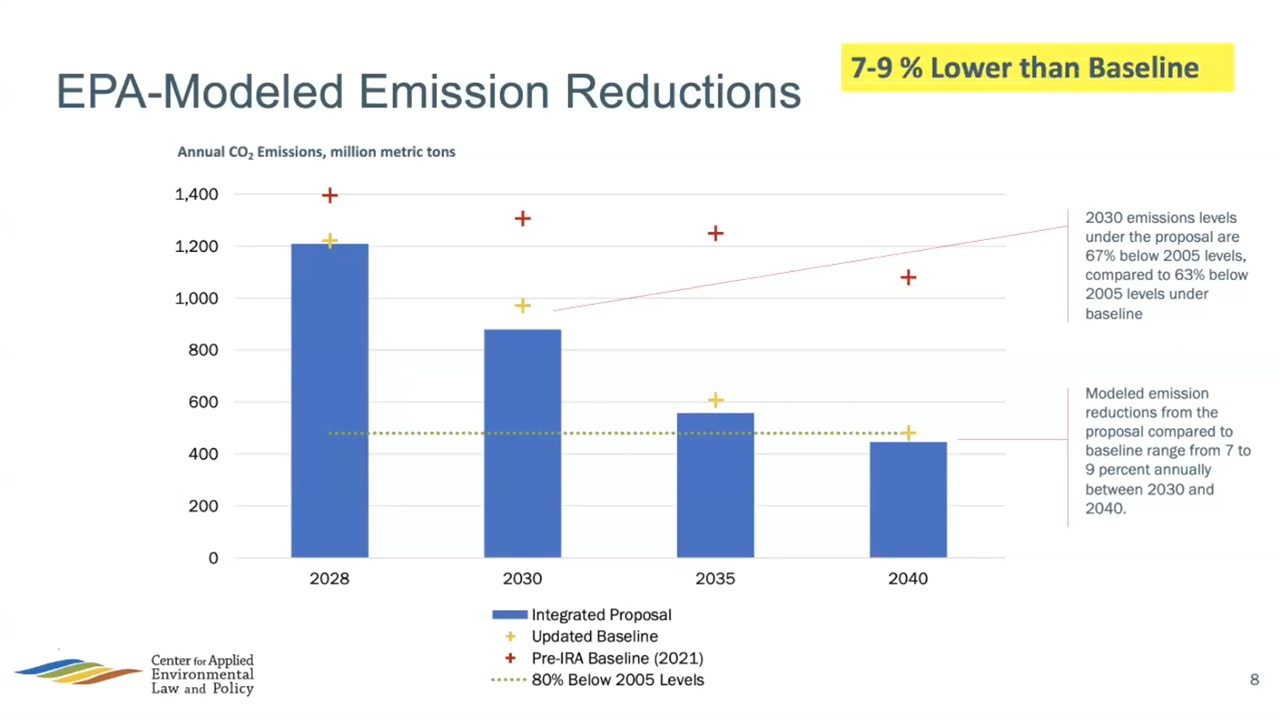 EPA-Modeled Emission Reductions
7-9 % Lower than Baseline
Annual CO₂ Emissions, million metric tons
1,400
1,200
1,000
800
600
400
200
0
2028
2030
2035
2040
2030 emissions levels
under the proposal are
67% below 2005 levels,
compared to 63% below
2005 levels under
baseline
Modeled emission
reductions from the
proposal compared to
baseline range from 7 to
9 percent annually
between 2030 and
2040.
Integrated Proposal
Updated Baseline
Pre-IRA Baseline (2021)
80% Below 2005 Levels
Center for Applied
Environmental
Law and Policy
8